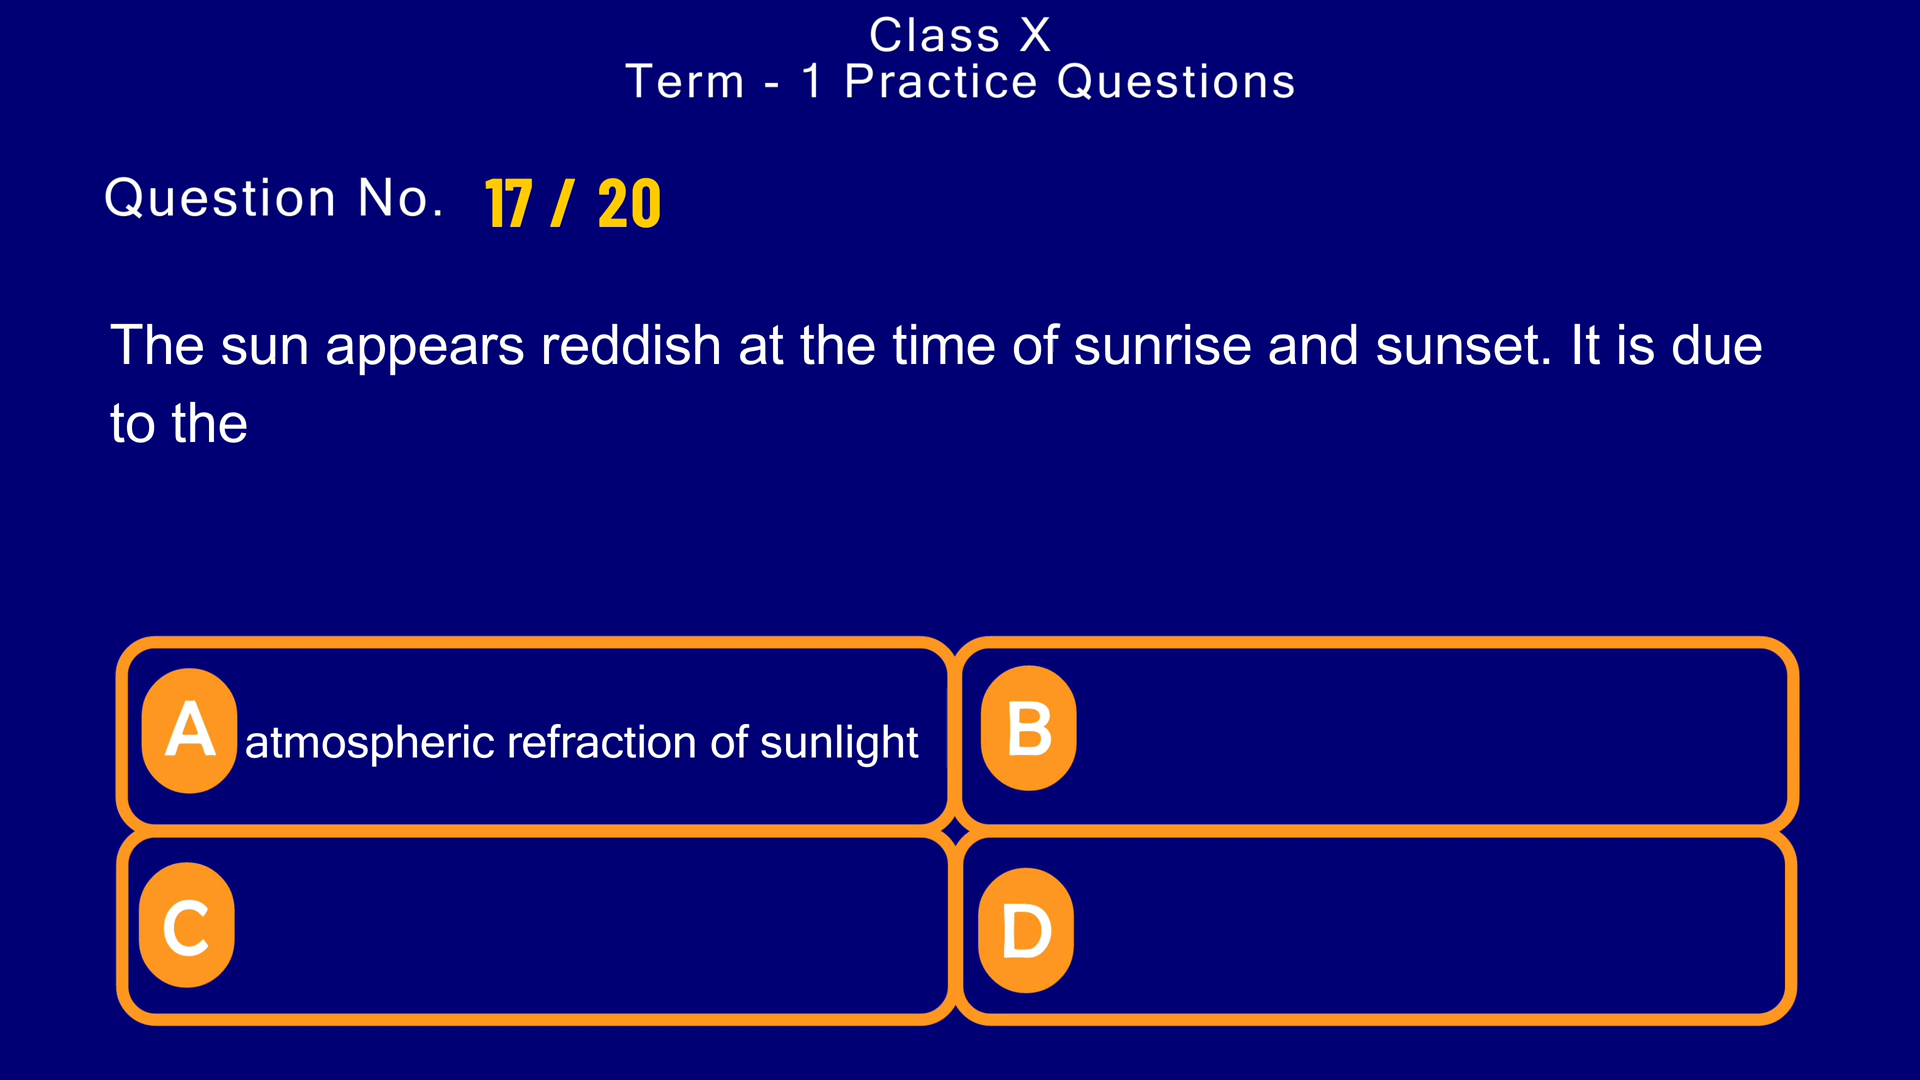 Class X
Term - 1 Practice Questions
Question No. 17 / 20
The sun appears reddish at the time of sunrise and sunset. It is due
to the
A atmospheric refraction of sunlight
B
C
D